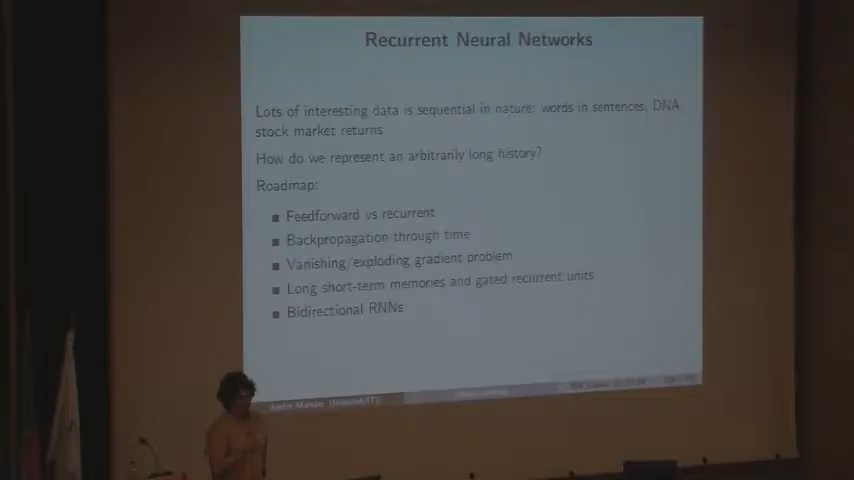 Recurrent Neural Networks
Lots of interesting data is sequential in nature: words in sentences, DNA,
stock market returns
How do we represent an arbitrarily long history?
Roadmap:
Feedforward vs recurrent
Backpropagation through time
Vanishing/exploding gradient problem
Long short-term memories and gated recurrent units
Bidirectional RNNs